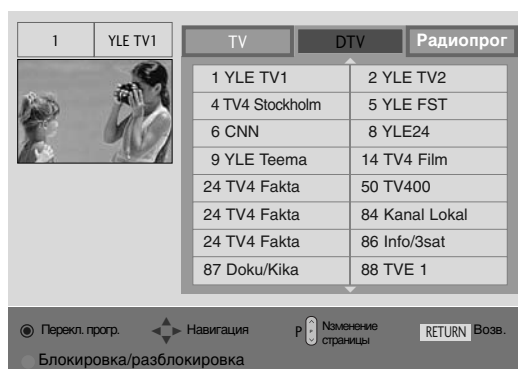 1 YLE TV1
TV DTV Радиопрог
1 YLE TV1 2 YLE TV2
4 TV4 Stockholm 5 YLE FST
6 CNN 8 YLE24
9 YLE Teema 14 TV4 Film
24 TV4 Fakta 50 TV400
24 TV4 Fakta 84 Kanal Lokal
24 TV4 Fakta 86 Info/3sat
87 Doku/Kika 88 TVE 1
Перекл. прогр. Навигация P Nзменение страницы RETURN Возв.
Блокировка/разблокировка